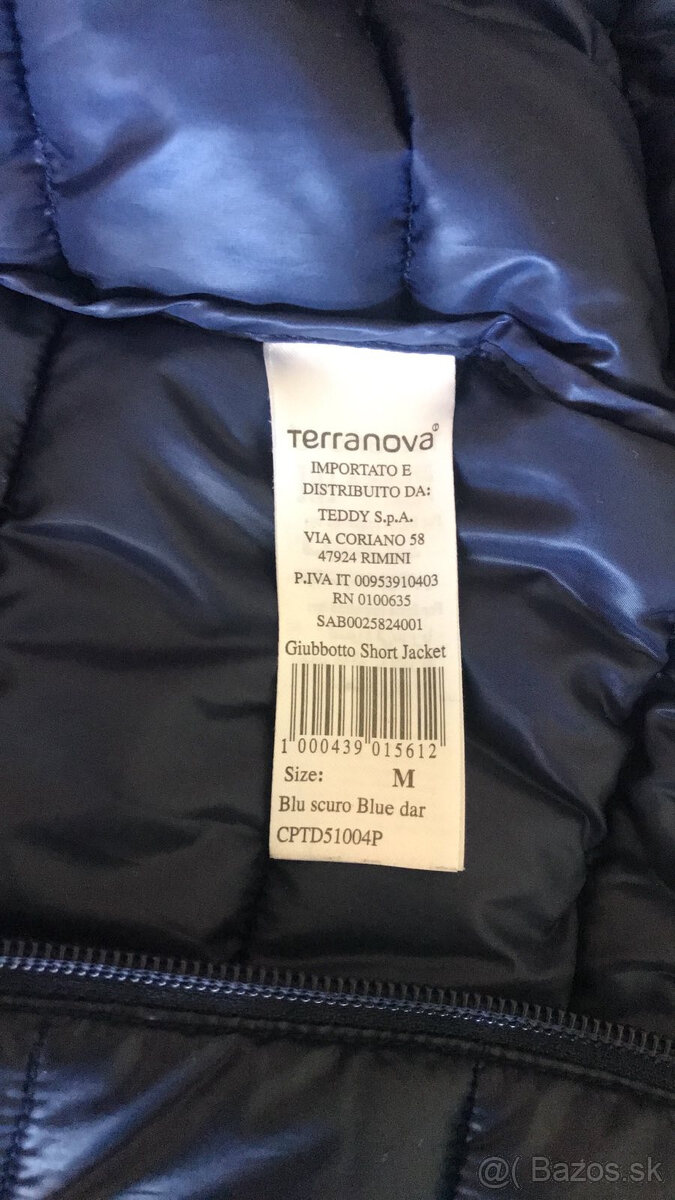 Terranova®
IMPORTATO E
DISTRIBUITO DA:
TEDDY S.p.A.
VIA CORIANO 58
47924 RIMINI
P.IVA IT 00953910403
RN 0100635
SAB0025824001
Giubbotto Short Jacket
1 000439 015612
Size: M
Blu scuro Blue dar
CPTD51004P
@( Bazos.sk